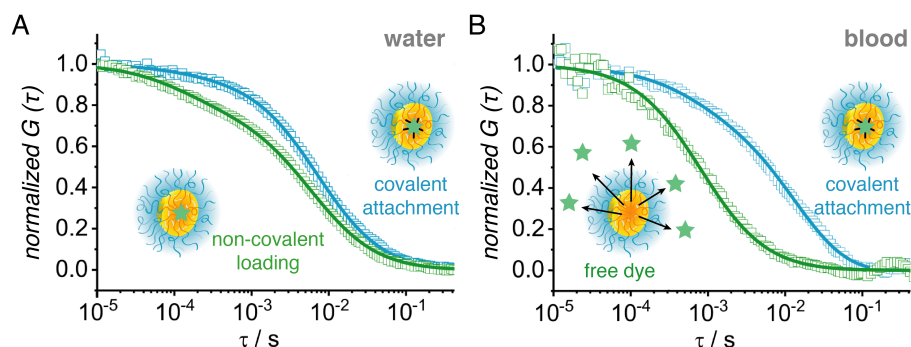 A
water
normalized G (τ)
1.0
0.8
0.6
0.4
0.2
0.0
covalent
attachment
non-covalent
loading
10⁻⁵ 10⁻⁴ 10⁻³ 10⁻² 10⁻¹
τ / s
B
blood
normalized G (τ)
1.0
0.8
0.6
0.4
0.2
0.0
covalent
attachment
free dye
10⁻⁵ 10⁻⁴ 10⁻³ 10⁻² 10⁻¹
τ / s